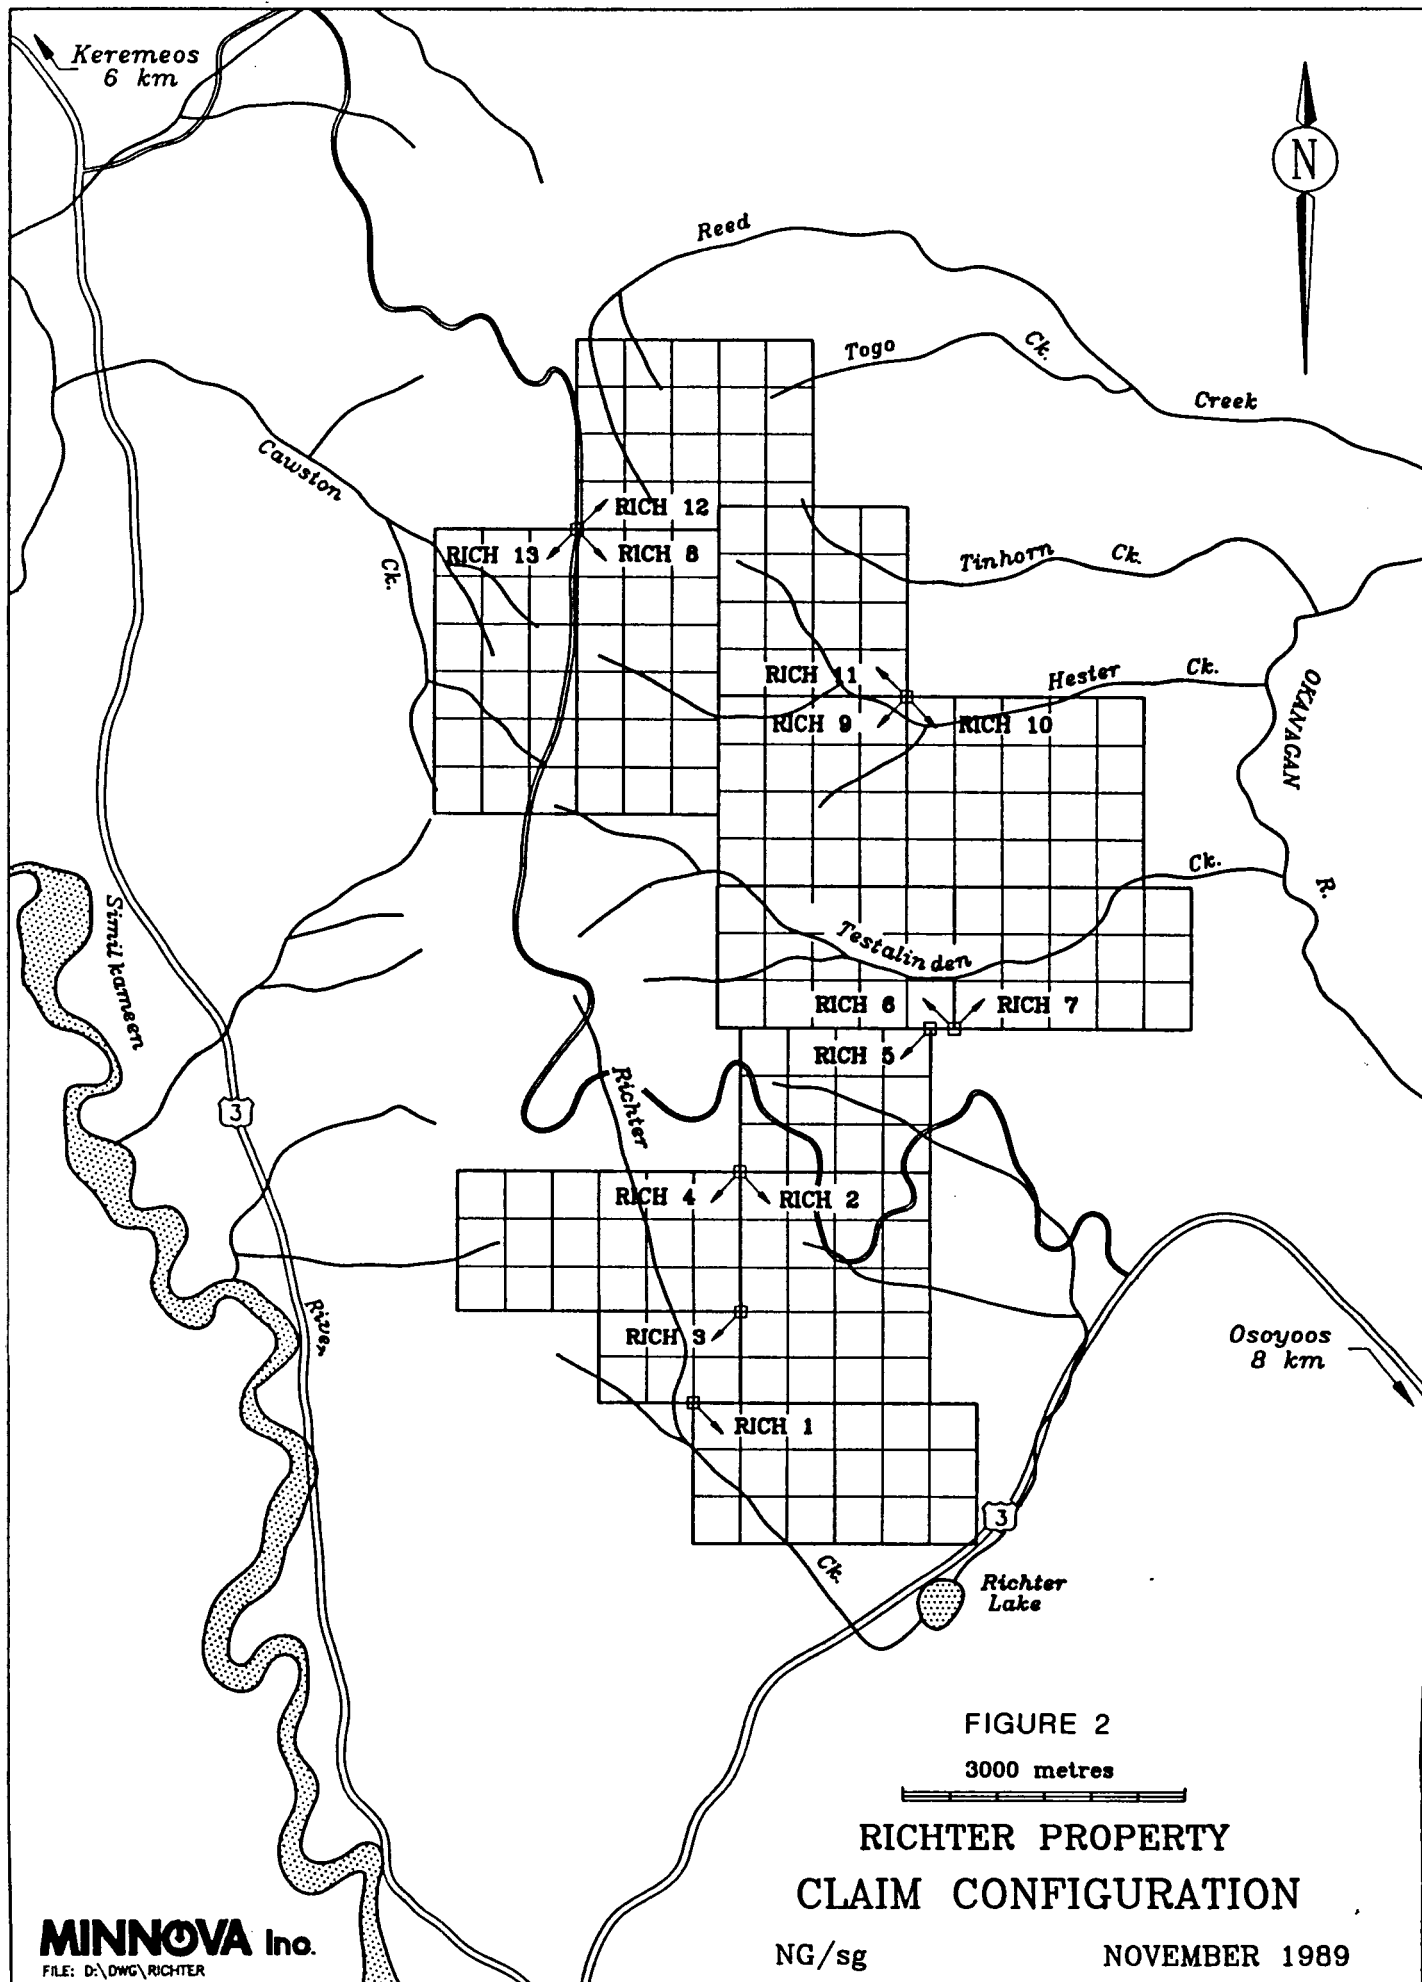 Keremeos
6 km
N
Reed
Togo
Ck.
Creek
Cawston
Ck.
RICH 12
RICH 13
RICH 8
Tinhorn
Ck.
RICH 11
Hester
Ck.
OKANAGAN
R.
RICH 9
RICH 10
Ck.
Similkameen
River
Testalinden
RICH 6
RICH 7
RICH 5
3
Richter
RICH 4
RICH 2
RICH 3
Osoyoos
8 km
RICH 1
3
Ck.
Richter
Lake
FIGURE 2
3000 metres
RICHTER PROPERTY
CLAIM CONFIGURATION
NG/sg
NOVEMBER 1989
MINNOVA Inc.
FILE: D:\DWG\RICHTER